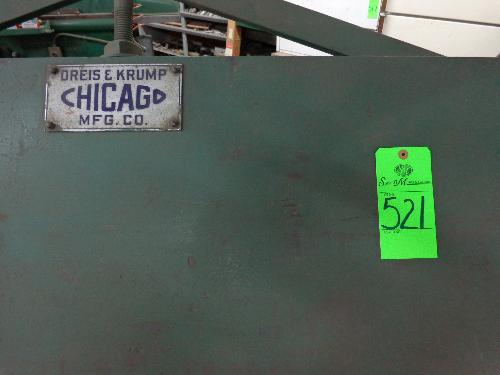 DREIS & KRUMP
CHICAGO
MFG. CO.
521